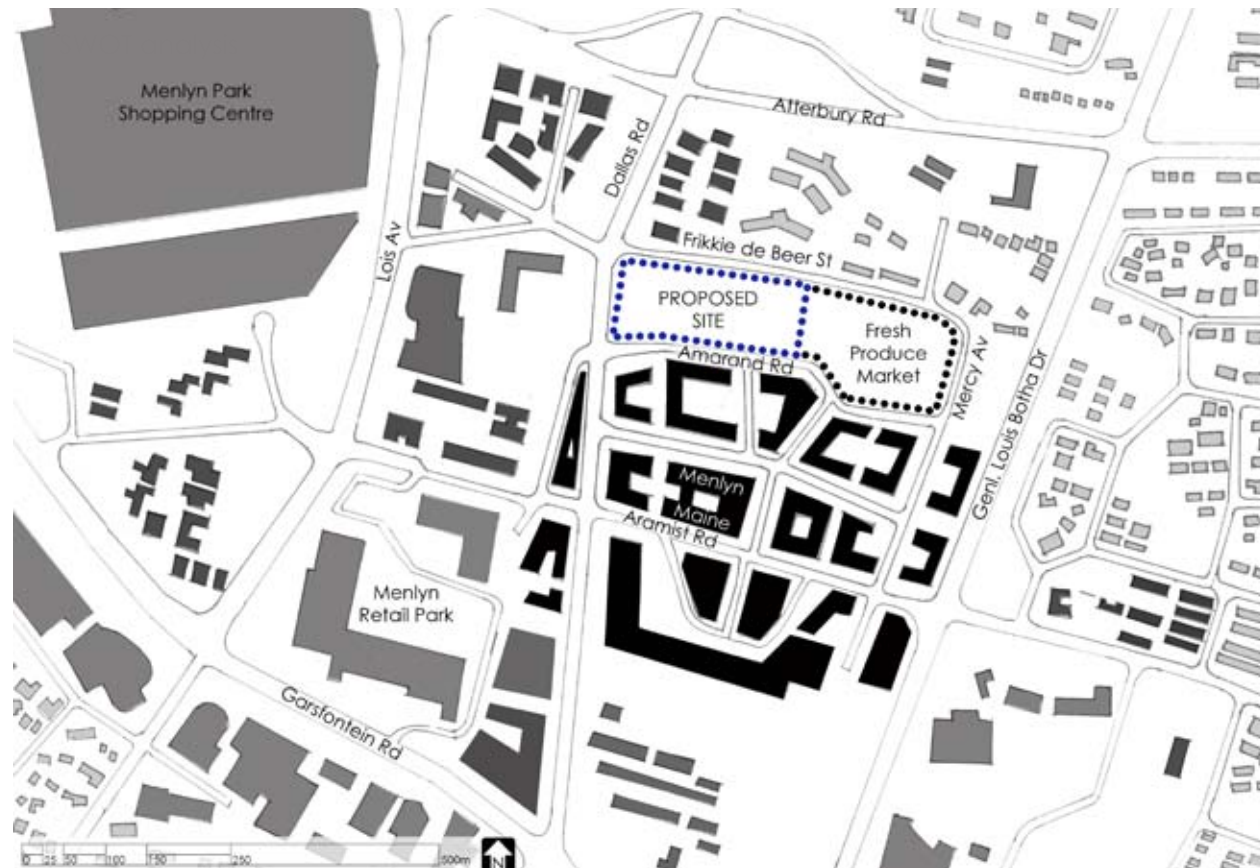 Menlyn Park
Shopping Centre
Atterbury Rd
Dallas Rd
Lois Av
Frikkie de Beer St
PROPOSED
SITE
Fresh
Produce
Market
Amarand Rd
Mercy Av
Genl. Louis Botha Dr
Menlyn
Maine
Aramist Rd
Menlyn
Retail Park
Garsfontein Rd
0 25 50 100 150 250 500m
N